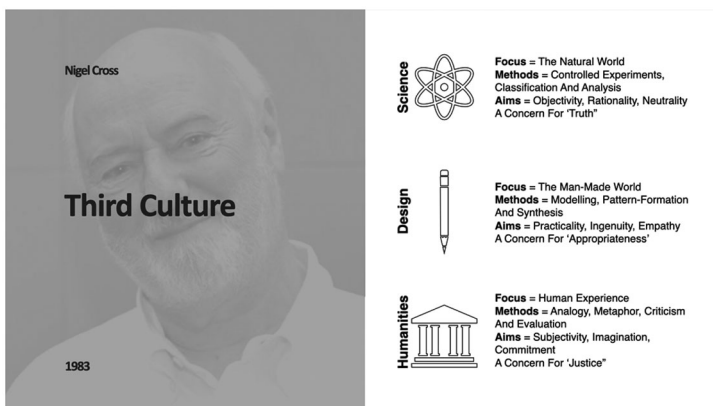 Nigel Cross
Third Culture
1983
Science
Focus = The Natural World
Methods = Controlled Experiments,
Classification And Analysis
Aims = Objectivity, Rationality, Neutrality
A Concern For ‘Truth”
Design
Focus = The Man-Made World
Methods = Modelling, Pattern-Formation
And Synthesis
Aims = Practicality, Ingenuity, Empathy
A Concern For ‘Appropriateness’
Humanities
Focus = Human Experience
Methods = Analogy, Metaphor, Criticism
And Evaluation
Aims = Subjectivity, Imagination,
Commitment
A Concern For ‘Justice”